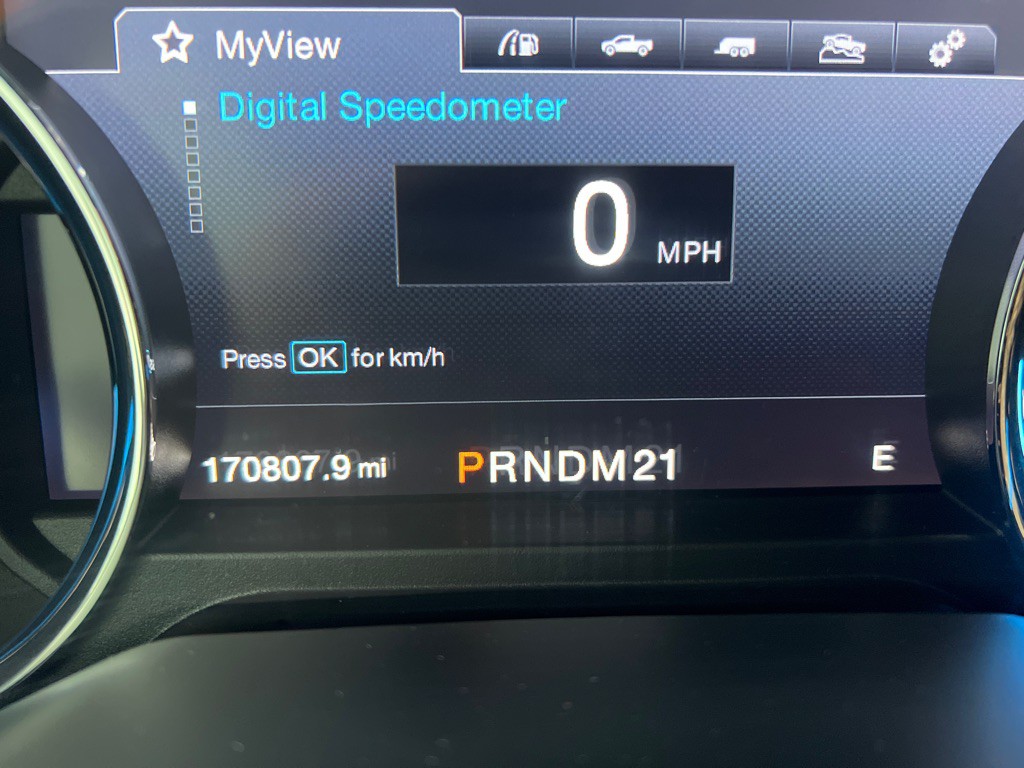 MyView
Digital Speedometer
0 MPH
Press OK for km/h
170807.9 mi PRNDM21 E